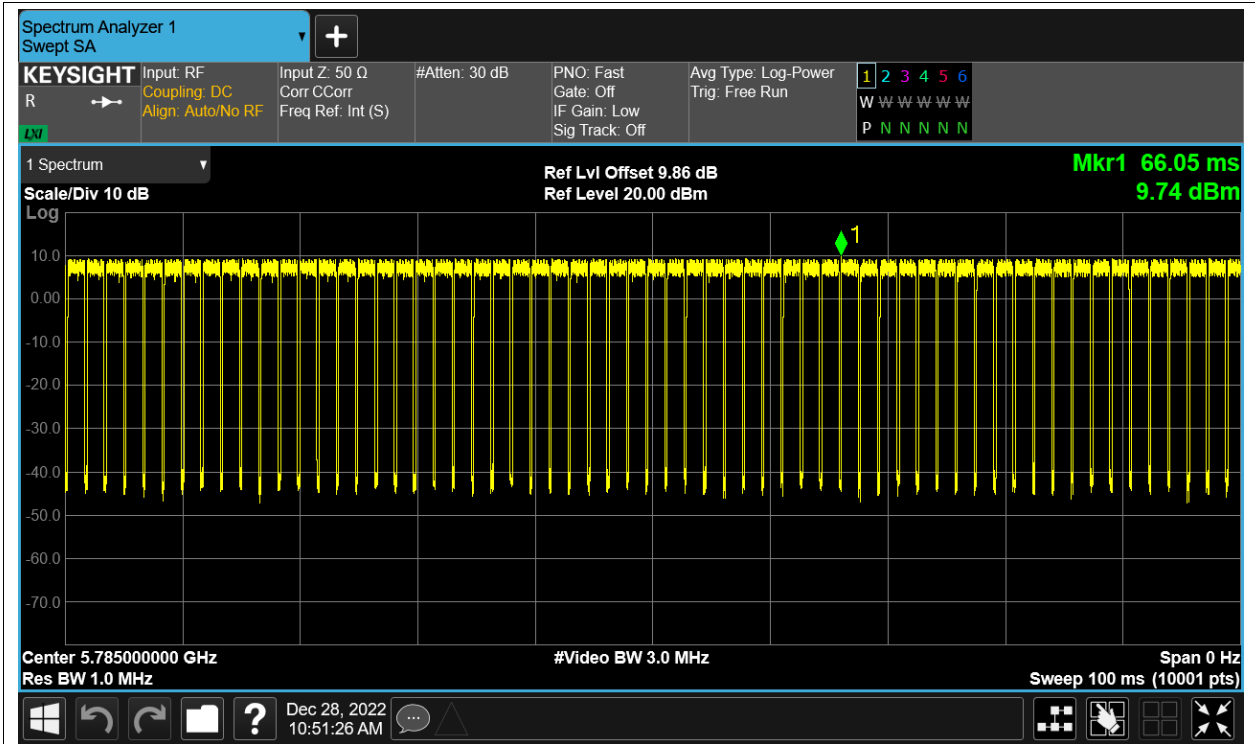 Spectrum Analyzer 1
Swept SA
KEYSIGHT
R
LXI
Input: RF
Coupling: DC
Align: Auto/No RF
Input Z: 50 Ω
Corr CCorr
Freq Ref: Int (S)
#Atten: 30 dB
PNO: Fast
Gate: Off
IF Gain: Low
Sig Track: Off
Avg Type: Log-Power
Trig: Free Run
1 2 3 4 5 6
W W W W W W
P N N N N N
1 Spectrum
Scale/Div 10 dB
Log
Ref Lvl Offset 9.86 dB
Ref Level 20.00 dBm
Mkr1 66.05 ms
9.74 dBm
1
10.0
0.00
-10.0
-20.0
-30.0
-40.0
-50.0
-60.0
-70.0
Center 5.785000000 GHz
Res BW 1.0 MHz
#Video BW 3.0 MHz
Span 0 Hz
Sweep 100 ms (10001 pts)
?
Dec 28, 2022
10:51:26 AM